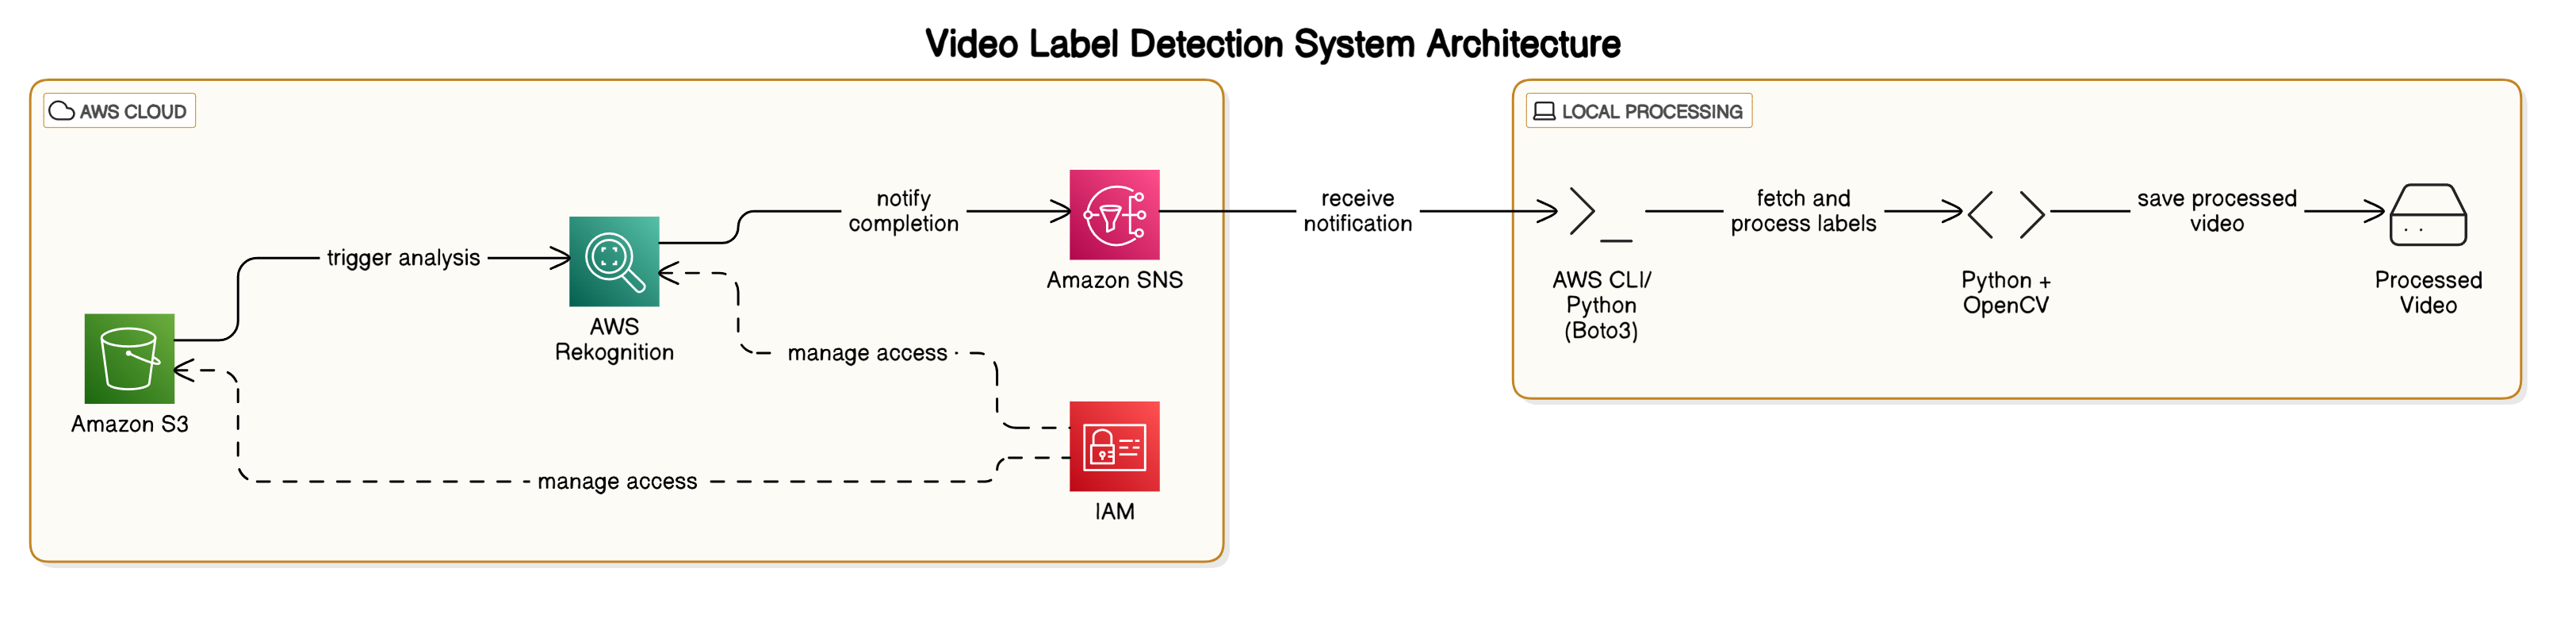 Video Label Detection System Architecture
AWS CLOUD
trigger analysis
notify
completion
manage access
manage access
Amazon S3
AWS
Rekognition
Amazon SNS
IAM
receive
notification
LOCAL PROCESSING
fetch and
process labels
save processed
video
AWS CLI/
Python
(Boto3)
Python +
OpenCV
Processed
Video